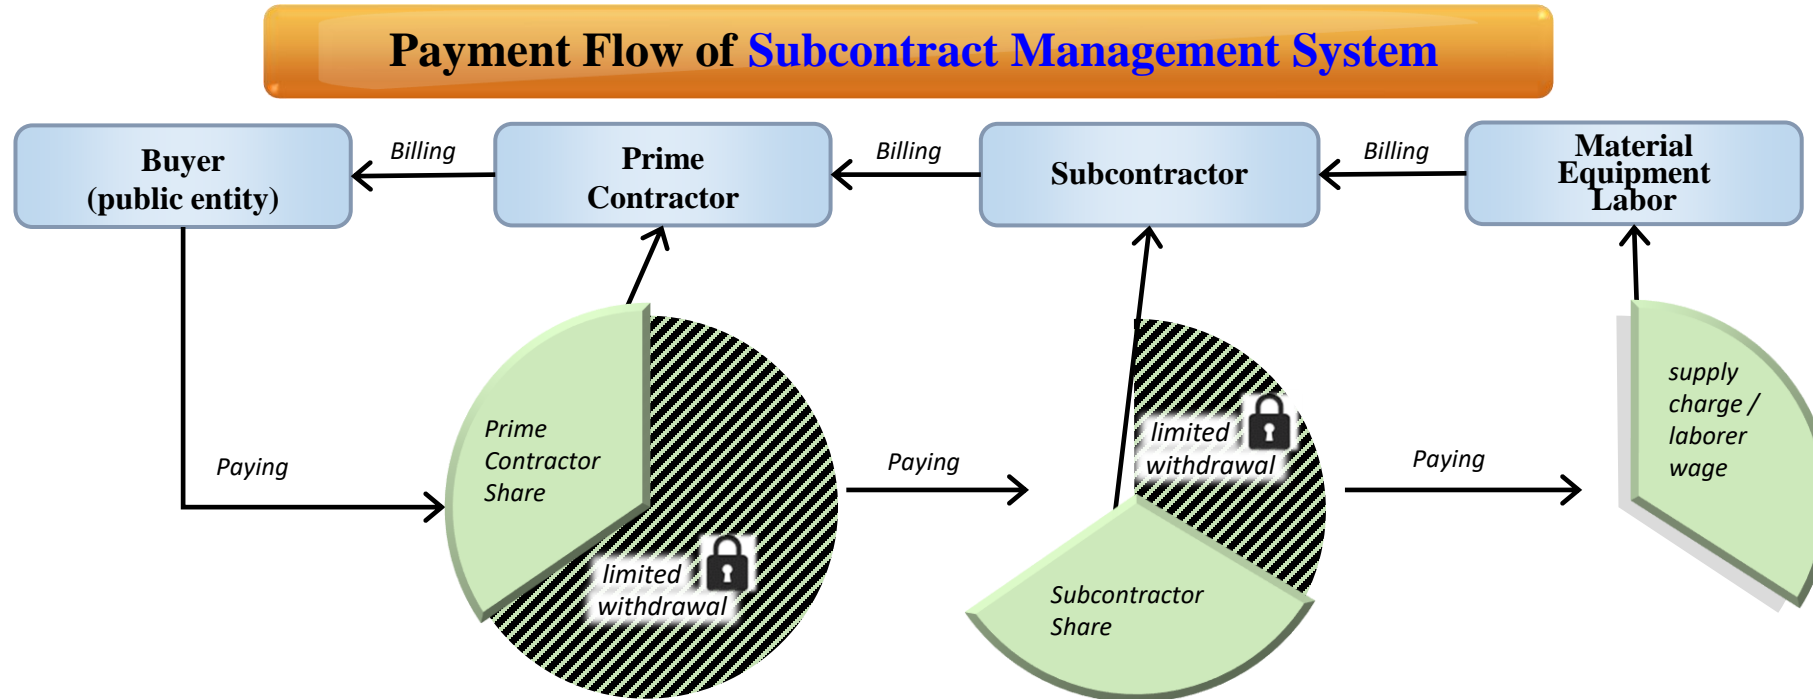 Payment Flow of Subcontract Management System
Buyer
(public entity)
Billing
Prime
Contractor
Billing
Subcontractor
Billing
Material
Equipment
Labor
Paying
Prime
Contractor
Share
limited
withdrawal
Paying
limited
withdrawal
Subcontractor
Share
Paying
supply
charge /
laborer
wage